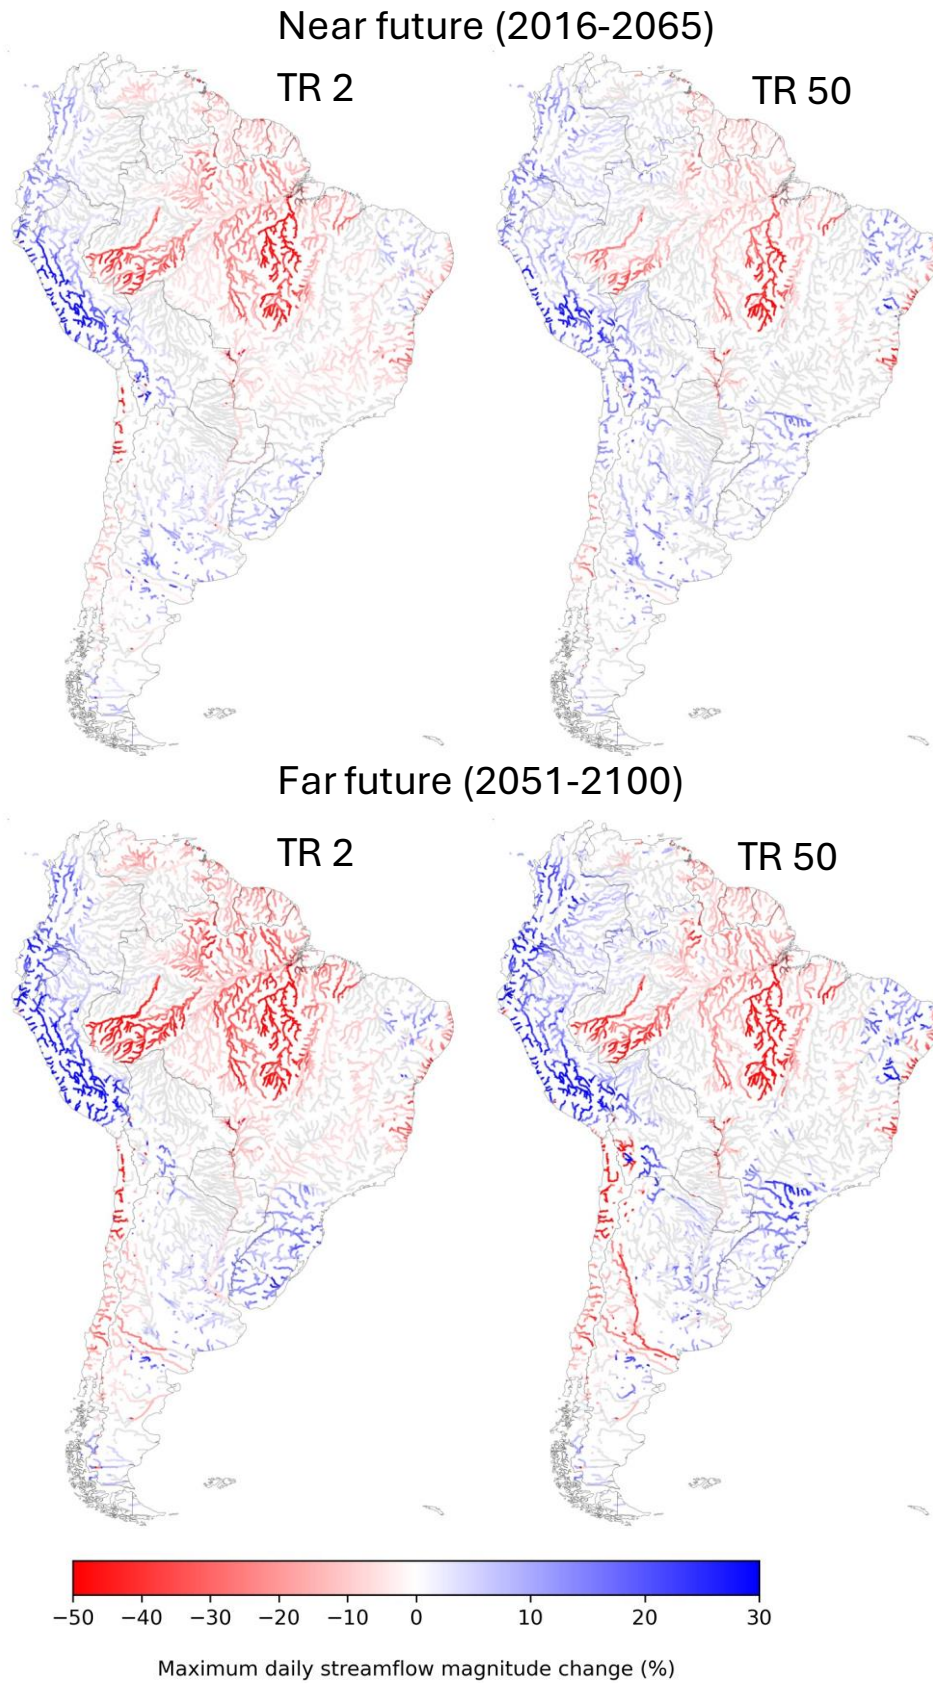 Near future (2016-2065)
TR 2
TR 50
Far future (2051-2100)
TR 2
TR 50
−50 −40 −30 −20 −10 0 10 20 30
Maximum daily streamflow magnitude change (%)